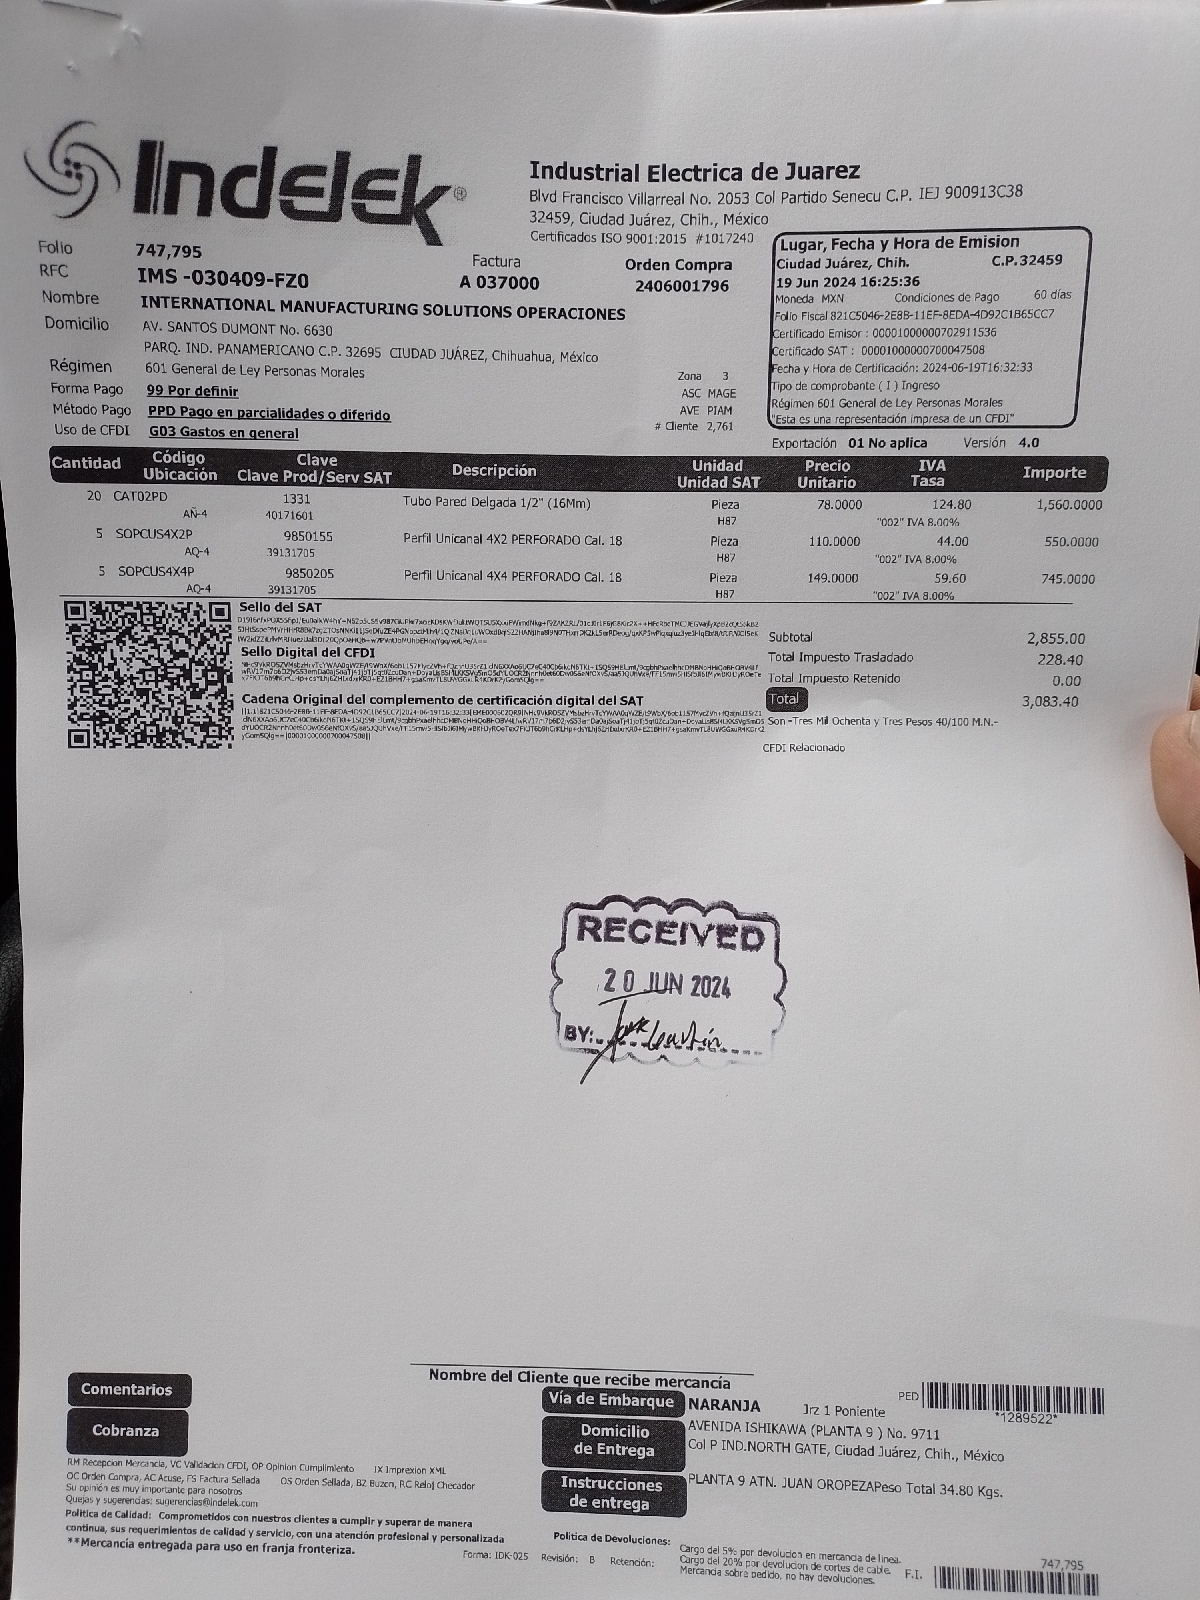 Indelek®
Industrial Electrica de Juarez
Blvd Francisco Villarreal No. 2053 Col Partido Senecu C.P. IEJ 900913C38
32459, Ciudad Juárez, Chih., México
Certificados ISO 9001:2015 #1017240
Folio 747,795
RFC IMS -030409-FZ0
Factura
A 037000
Orden Compra
2406001796
Nombre INTERNATIONAL MANUFACTURING SOLUTIONS OPERACIONES
Domicilio AV. SANTOS DUMONT No. 6630
PARQ. IND. PANAMERICANO C.P. 32695 CIUDAD JUÁREZ, Chihuahua, México
Régimen 601 General de Ley Personas Morales
Forma Pago 99 Por definir
Método Pago PPD Pago en parcialidades o diferido
Uso de CFDI G03 Gastos en general
Zona 3
ASC MAGE
AVE PIAM
# Cliente 2,761
Lugar, Fecha y Hora de Emision
Ciudad Juárez, Chih. C.P.32459
19 Jun 2024 16:25:36
Moneda MXN Condiciones de Pago 60 días
Folio Fiscal 821C5046-2E8B-11EF-8EDA-4D92C1B65CC7
Certificado Emisor : 00001000000702911536
Certificado SAT : 00001000000700047508
Fecha y Hora de Certificación: 2024-06-19T16:32:33
Tipo de comprobante ( I ) Ingreso
Régimen 601 General de Ley Personas Morales
"Esta es una representación impresa de un CFDI"
Exportación 01 No aplica Versión 4.0
Cantidad Código Ubicación Clave Clave Prod/Serv SAT Descripción Unidad Unidad SAT Precio Unitario IVA Tasa Importe
20 CAT02PD 1331 Tubo Pared Delgada 1/2" (16Mm) Pieza 78.0000 124.80 1,560.0000
AÑ-4 40171601 H87 "002" IVA 8.00%
5 SOPCUS4X2P 9850155 Perfil Unicanal 4X2 PERFORADO Cal. 18 Pieza 110.0000 44.00 550.0000
AQ-4 39131705 H87 "002" IVA 8.00%
5 SOPCUS4X4P 9850205 Perfil Unicanal 4X4 PERFORADO Cal. 18 Pieza 149.0000 59.60 745.0000
AQ-4 39131705 H87 "002" IVA 8.00%
Sello del SAT
Sello Digital del CFDI
Cadena Original del complemento de certificación digital del SAT
Subtotal 2,855.00
Total Impuesto Trasladado 228.40
Total Impuesto Retenido 0.00
Total 3,083.40
Son -Tres Mil Ochenta y Tres Pesos 40/100 M.N.-
CFDI Relacionado
RECEIVED
20 JUN 2024
BY:
Nombre del Cliente que recibe mercancía
Comentarios
Cobranza
Vía de Embarque NARANJA Jrz 1 Poniente
PED
*1289522*
Domicilio de Entrega AVENIDA ISHIKAWA (PLANTA 9 ) No. 9711
Col P IND.NORTH GATE, Ciudad Juárez, Chih., México
Instrucciones de entrega PLANTA 9 ATN. JUAN OROPEZAPeso Total 34.80 Kgs.
RM Recepcion Mercancia, VC Validacion CFDI, OP Opinion Cumplimiento IX Impresion XML
OC Orden Compra, AC Acuse, FS Factura Sellada OS Orden Sellada, BZ Buzon, RC Reloj Checador
Su opinión es muy importante para nosotros
Quejas y sugerencias: sugerencias@indelek.com
Politica de Calidad: Comprometidos con nuestros clientes a cumplir y superar de manera
continua, sus requerimientos de calidad y servicio, con una atención profesional y personalizada
**Mercancia entregada para uso en franja fronteriza.
Forma: IDK-025 Revisión: B Retención:
Politica de Devoluciones:
Cargo del 5% por devolucion en mercancia de linea.
Cargo del 20% por devolucion de cortes de cable.
Mercancia sobre pedido, no hay devoluciones.
F.I.
747,795